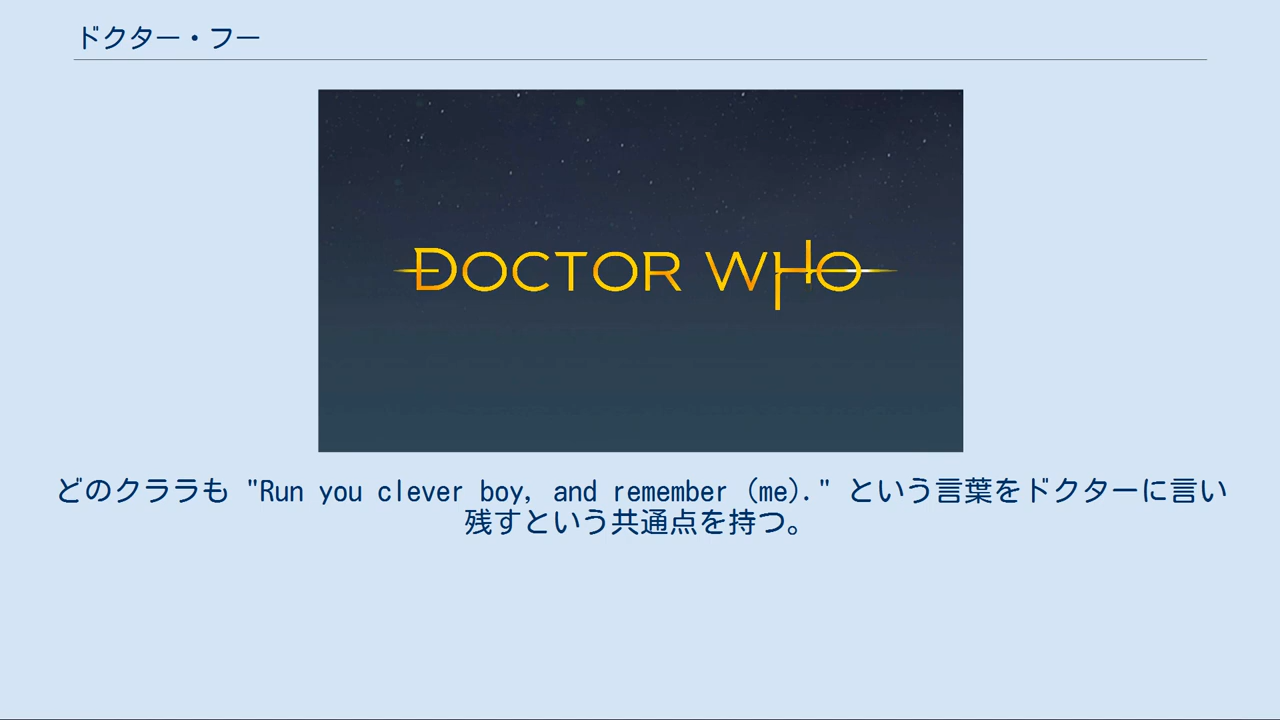 ドクター・フー
DOCTOR WHO
どのクララも "Run you clever boy, and remember (me)." という言葉をドクターに言い
残すという共通点を持つ。